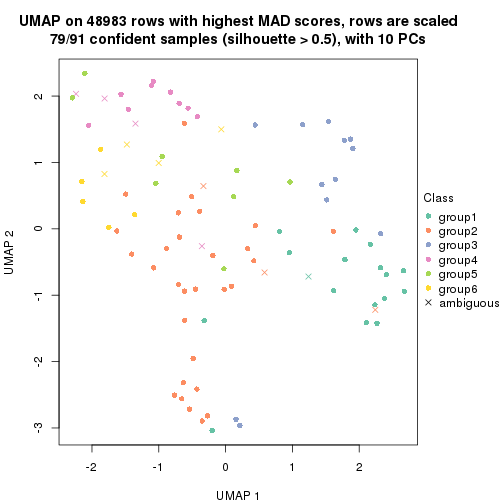 UMAP on 48983 rows with highest MAD scores, rows are scaled
79/91 confident samples (silhouette > 0.5), with 10 PCs
2
1
0
-1
-2
-3
UMAP 2
-2
-1
0
1
2
UMAP 1
Class
group1
group2
group3
group4
group5
group6
ambiguous